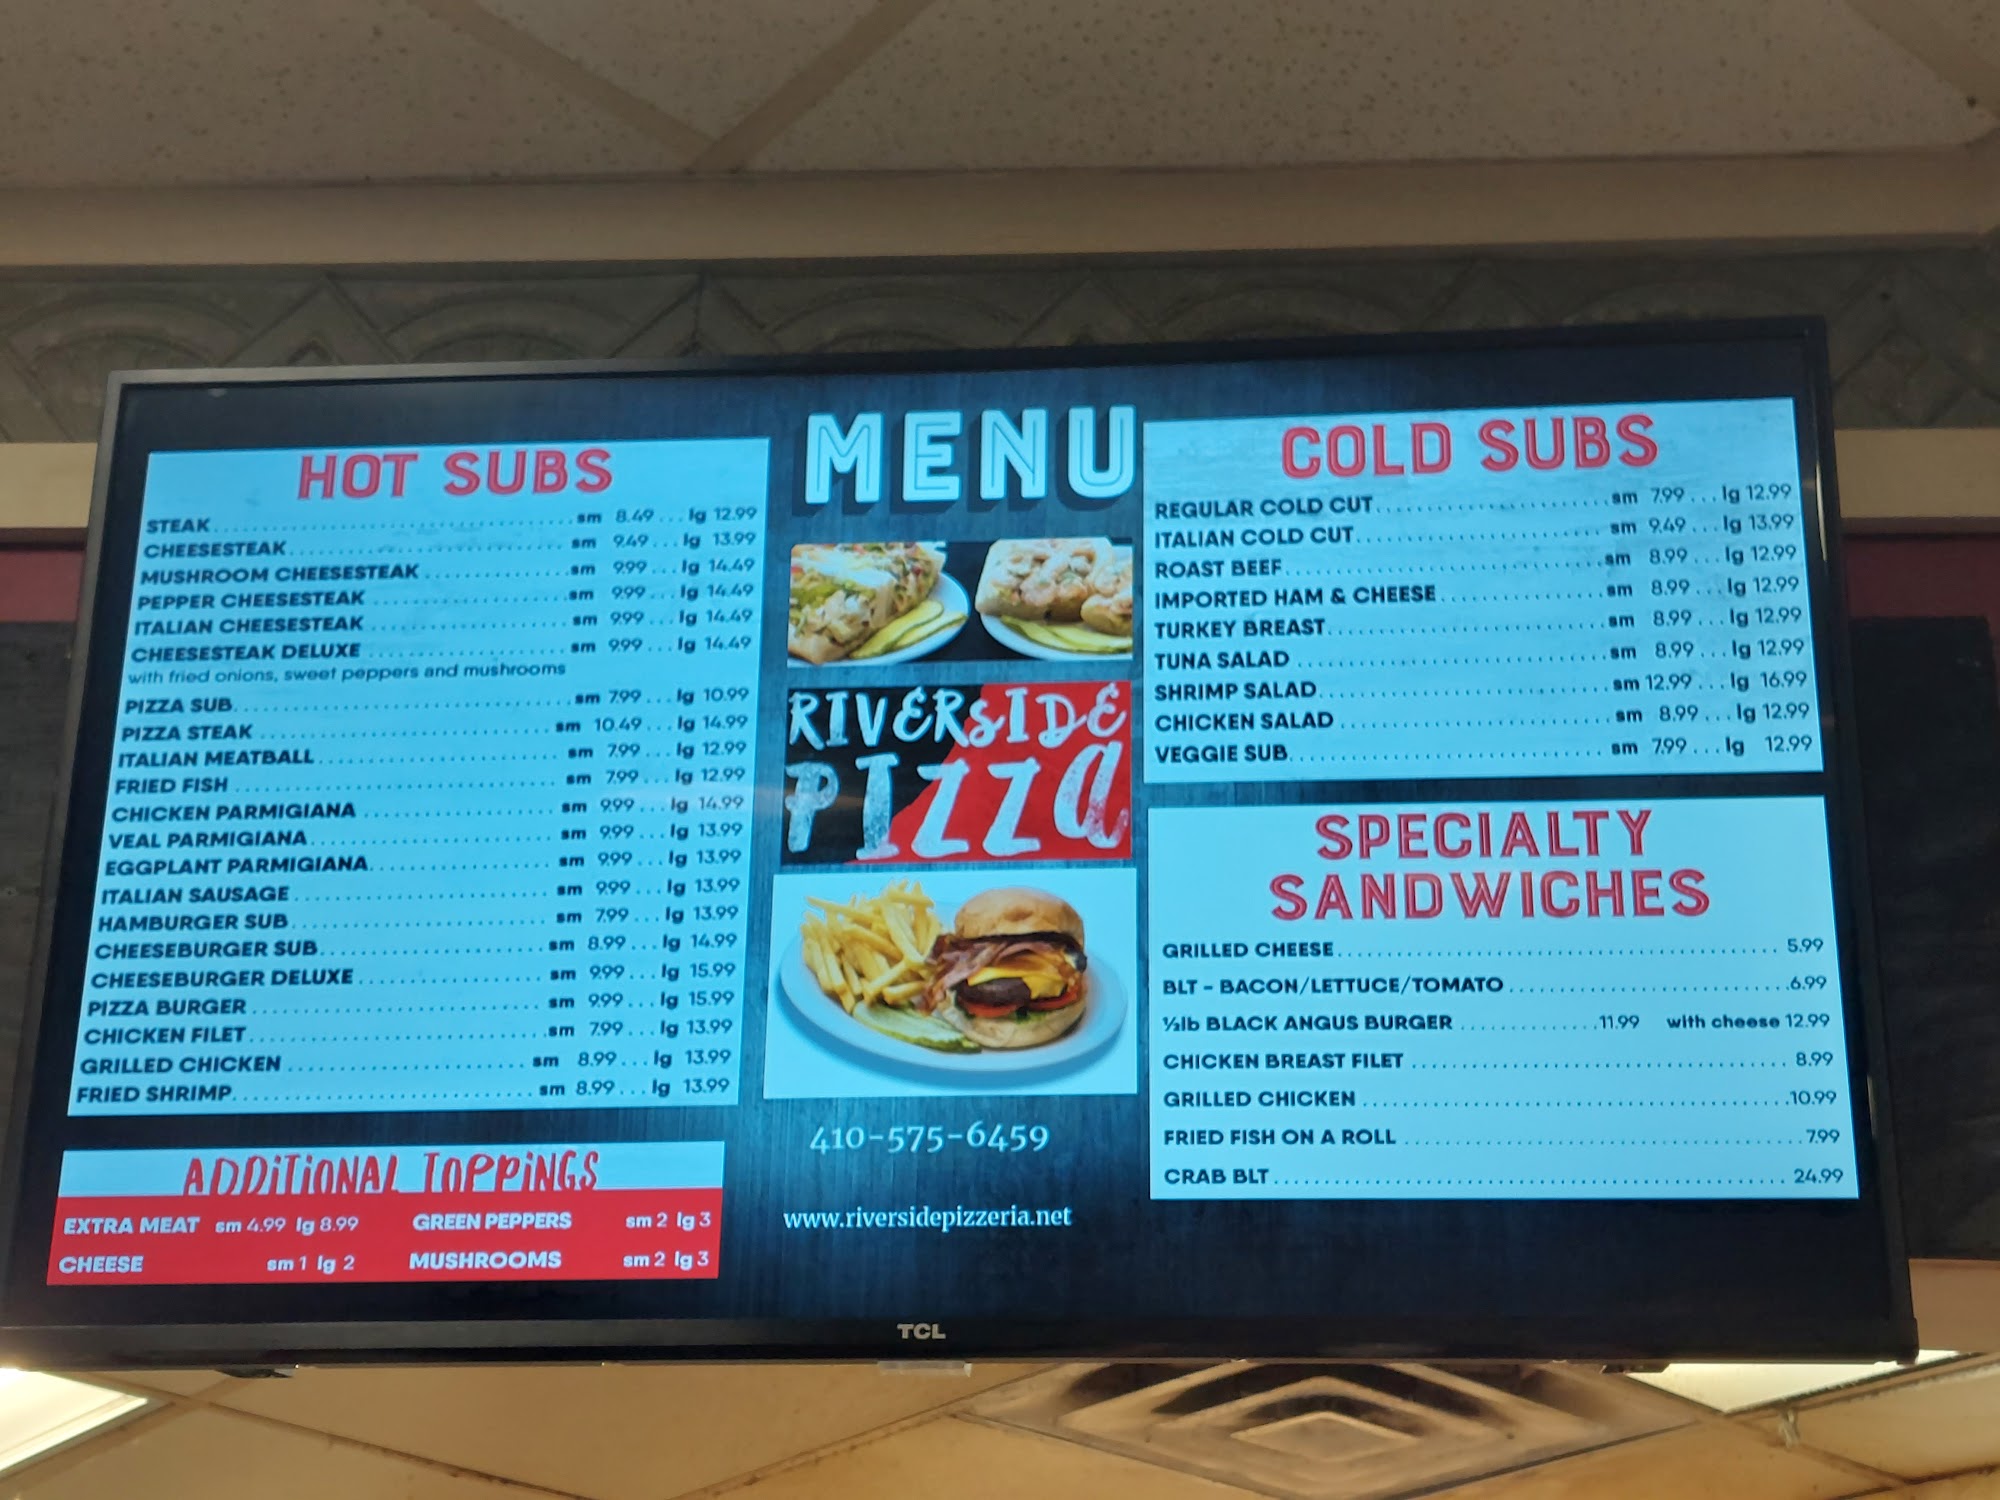 HOT SUBS
STEAK sm 8.49 ... lg 12.99
CHEESESTEAK sm 9.49 ... lg 13.99
MUSHROOM CHEESESTEAK sm 9.99 ... lg 14.49
PEPPER CHEESESTEAK sm 9.99 ... lg 14.49
ITALIAN CHEESESTEAK sm 9.99 ... lg 14.49
CHEESESTEAK DELUXE sm 9.99 ... lg 14.49
with fried onions, sweet peppers and mushrooms
PIZZA SUB sm 7.99 ... lg 10.99
PIZZA STEAK sm 10.49 ... lg 14.99
ITALIAN MEATBALL sm 7.99 ... lg 12.99
FRIED FISH sm 7.99 ... lg 12.99
CHICKEN PARMIGIANA sm 9.99 ... lg 14.99
VEAL PARMIGIANA sm 9.99 ... lg 13.99
EGGPLANT PARMIGIANA sm 9.99 ... lg 13.99
ITALIAN SAUSAGE sm 9.99 ... lg 13.99
HAMBURGER SUB sm 7.99 ... lg 13.99
CHEESEBURGER SUB sm 8.99 ... lg 14.99
CHEESEBURGER DELUXE sm 9.99 ... lg 15.99
PIZZA BURGER sm 9.99 ... lg 15.99
CHICKEN FILET sm 7.99 ... lg 13.99
GRILLED CHICKEN sm 8.99 ... lg 13.99
FRIED SHRIMP sm 8.99 ... lg 13.99
ADDITIONAL TOPPINGS
EXTRA MEAT sm 4.99 lg 8.99 GREEN PEPPERS sm 2 lg 3
CHEESE sm 1 lg 2 MUSHROOMS sm 2 lg 3
MENU
RIVERSIDE
PIZZA
410-575-6459
www.riversidepizzeria.net
COLD SUBS
REGULAR COLD CUT sm 7.99 ... lg 12.99
ITALIAN COLD CUT sm 9.49 ... lg 13.99
ROAST BEEF sm 8.99 ... lg 12.99
IMPORTED HAM & CHEESE sm 8.99 ... lg 12.99
TURKEY BREAST sm 8.99 ... lg 12.99
TUNA SALAD sm 8.99 ... lg 12.99
SHRIMP SALAD sm 12.99 ... lg 16.99
CHICKEN SALAD sm 8.99 ... lg 12.99
VEGGIE SUB sm 7.99 ... lg 12.99
SPECIALTY
SANDWICHES
GRILLED CHEESE 5.99
BLT - BACON/LETTUCE/TOMATO 6.99
½lb BLACK ANGUS BURGER 11.99 with cheese 12.99
CHICKEN BREAST FILET 8.99
GRILLED CHICKEN 10.99
FRIED FISH ON A ROLL 7.99
CRAB BLT 24.99
TCL